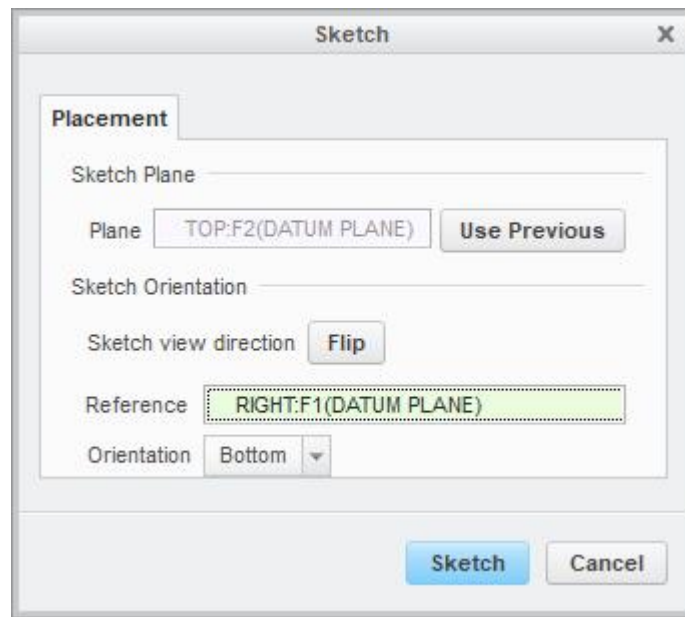 Sketch
Placement
Sketch Plane
Plane TOP:F2(DATUM PLANE) Use Previous
Sketch Orientation
Sketch view direction Flip
Reference RIGHT:F1(DATUM PLANE)
Orientation Bottom
Sketch Cancel